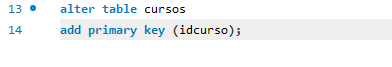 13 alter table cursos
14 add primary key (idcurso);